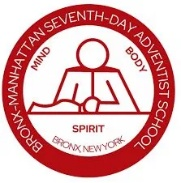 BRONX-MANHATTAN SEVENTH-DAY ADVENTIST SCHOOL
MIND
BODY
SPIRIT
BRONX, NEW YORK